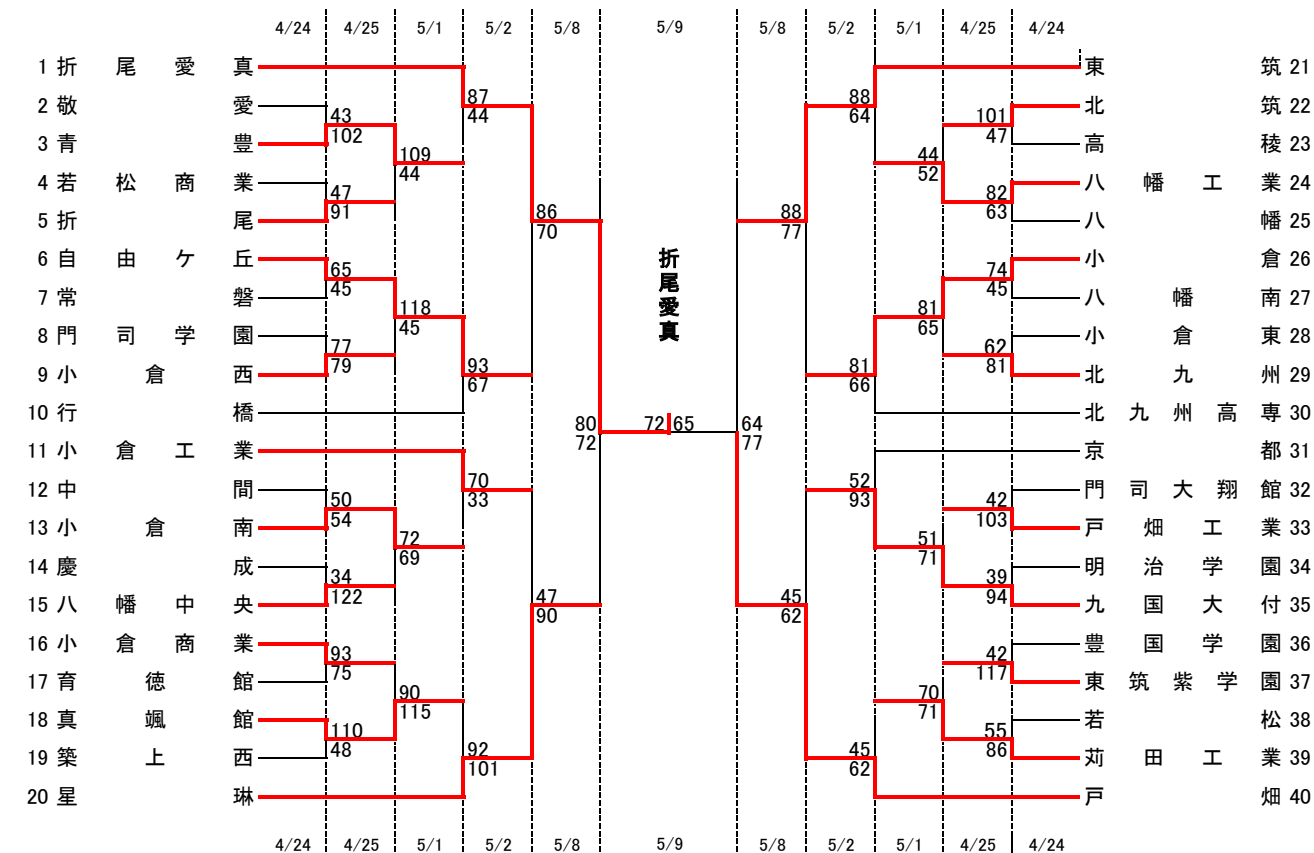 4/24 4/25 5/1 5/2 5/8 5/9 5/8 5/2 5/1 4/25 4/24
1 折尾愛真 東筑 21
87 88
2 敬愛 北筑 22
44 64
43 101
3 青豊 高稜 23
102 47
109 44
4 若松商業 八幡工業 24
44 52
47 82
5 折尾 八幡 25
91 63
86 88
70 77
6 自由ケ丘 小倉 26
65 74
7 常磐 八幡南 27
45 45
118 81
8 門司学園 小倉東 28
45 65
77 62
9 小倉西 北九州 29
79 81
93 81
67 66
折尾愛真
10 行橋 北九州高専 30
80 72 65 64
72 77
11 小倉工業 京都 31
70 52
12 中間 門司大翔館 32
33 93
50 42
13 小倉南 戸畑工業 33
54 103
72 51
69 71
14 慶成 明治学園 34
34 39
15 八幡中央 九国大付 35
122 94
47 45
90 62
16 小倉商業 豊国学園 36
93 42
17 育徳館 東筑紫学園 37
75 117
90 70
115 71
18 真颯館 若松 38
110 55
19 築上西 苅田工業 39
48 86
92 45
101 62
20 星琳 戸畑 40
4/24 4/25 5/1 5/2 5/8 5/9 5/8 5/2 5/1 4/25 4/24